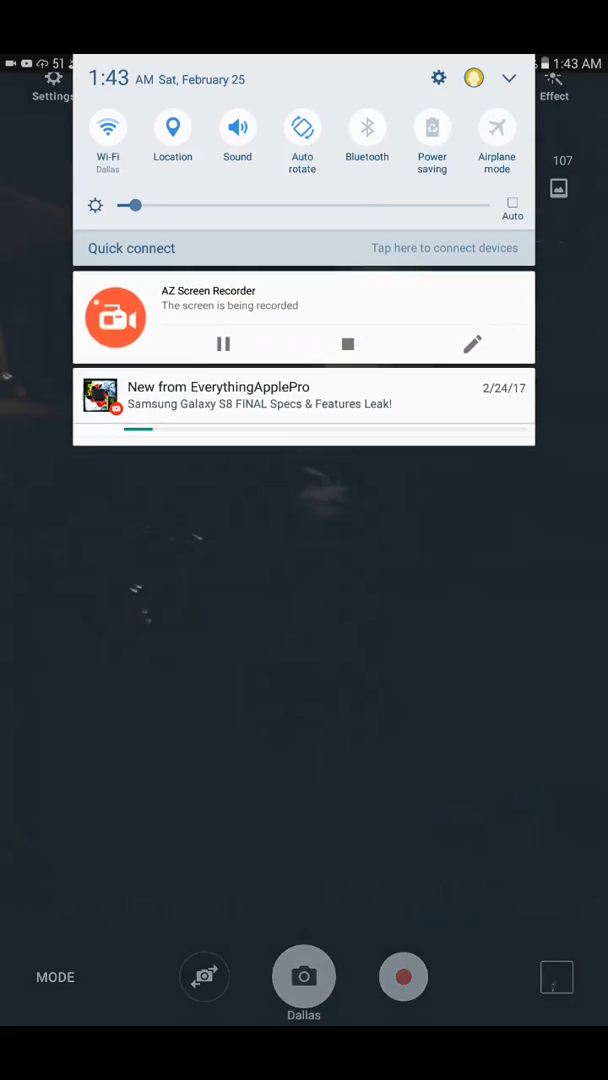 51
1:43 AM
Settings
Effect
107
1:43 AM Sat, February 25
Wi-Fi
Dallas
Location
Sound
Auto
rotate
Bluetooth
Power
saving
Airplane
mode
Auto
Quick connect
Tap here to connect devices
AZ Screen Recorder
The screen is being recorded
New from EverythingApplePro
2/24/17
Samsung Galaxy S8 FINAL Specs & Features Leak!
MODE
Dallas